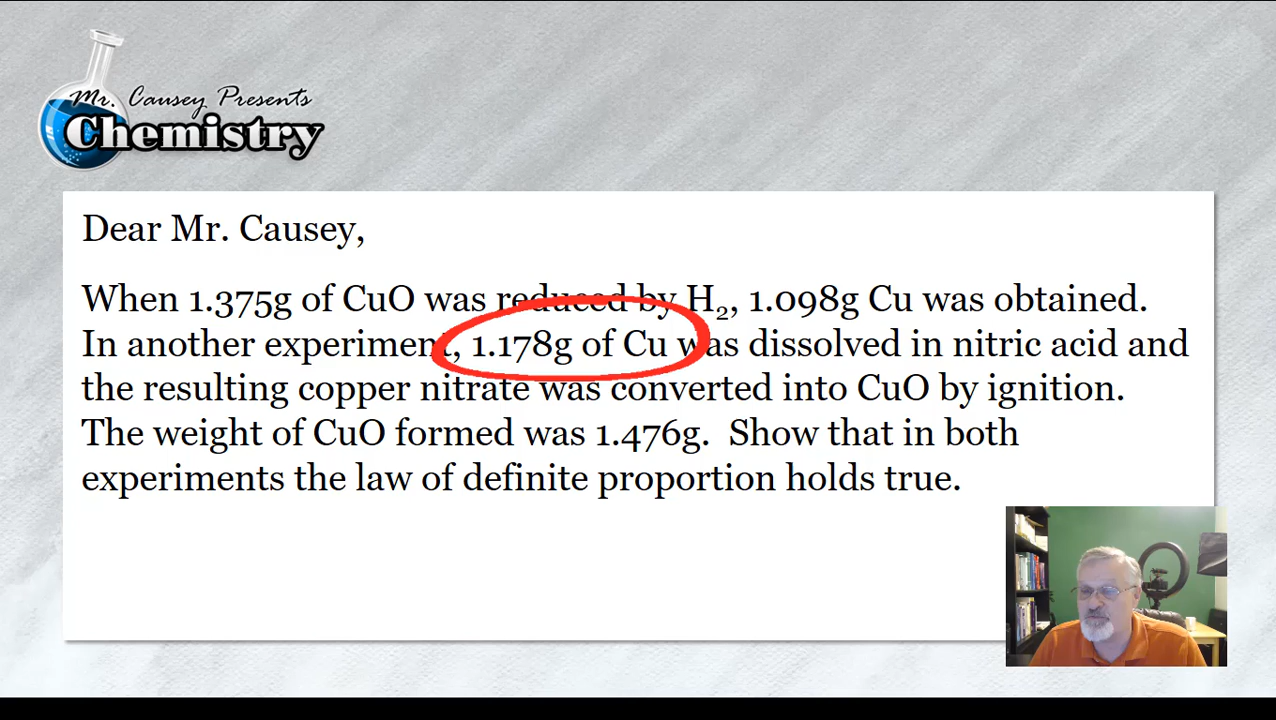 Mr. Causey Presents
Chemistry
Dear Mr. Causey,
When 1.375g of CuO was reduced by H₂, 1.098g Cu was obtained.
In another experiment, 1.178g of Cu was dissolved in nitric acid and
the resulting copper nitrate was converted into CuO by ignition.
The weight of CuO formed was 1.476g. Show that in both
experiments the law of definite proportion holds true.